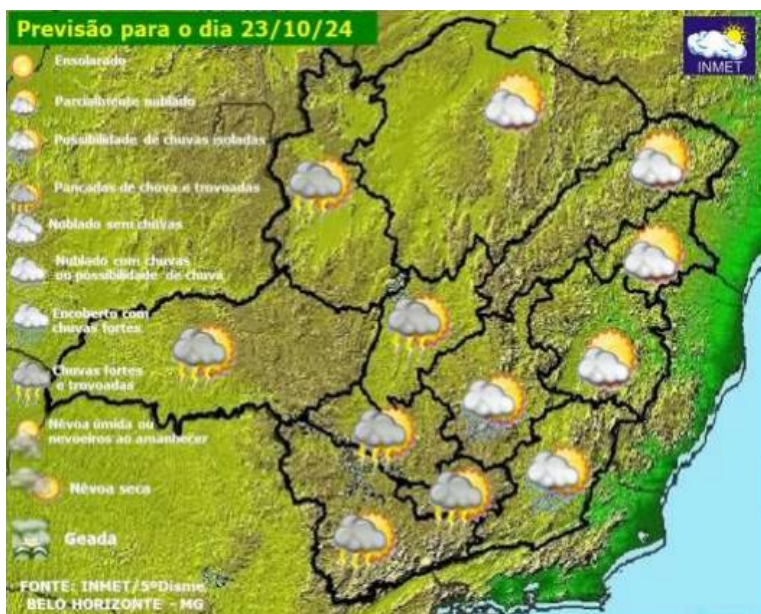 Previsão para o dia 23/10/24
INMET
Ensolarado
Parcialmente nublado
Possibilidade de chuvas isoladas
Pancadas de chuva e trovoadas
Nublado sem chuvas
Nublado com chuvas
ou possibilidade de chuva
Encoberto com
chuvas fortes
Chuvas fortes
e trovoadas
Névoa úmida ou
nevoeiros ao amanhecer
Névoa seca
Geada
FONTE: INMET/5ºDisme
BELO HORIZONTE - MG